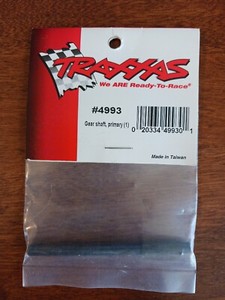 TRAXXAS
We ARE Ready-To-Race®
#4993
Gear shaft, primary (1)
0 20334 49930 1
Made in Taiwan